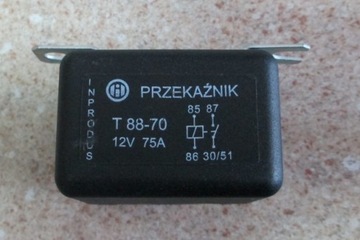 INPRODUS
PRZEKAŹNIK
T 88-70
12V 75A
85 87
86 30/51